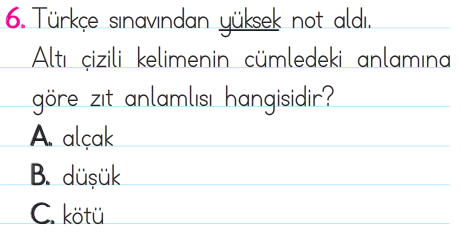 6. Türkçe sınavından yüksek not aldı.
Altı çizili kelimenin cümledeki anlamına
göre zıt anlamlısı hangisidir?
A. alçak
B. düşük
C. kötü